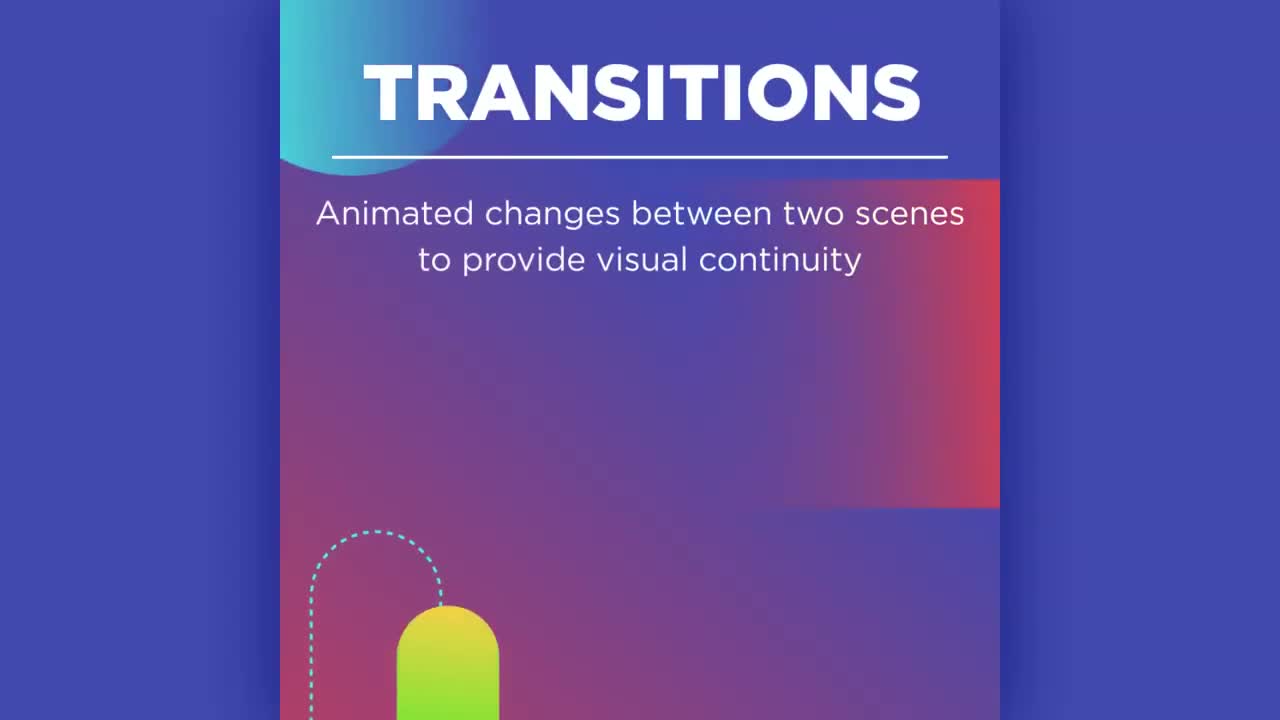 TRANSITIONS
Animated changes between two scenes
to provide visual continuity